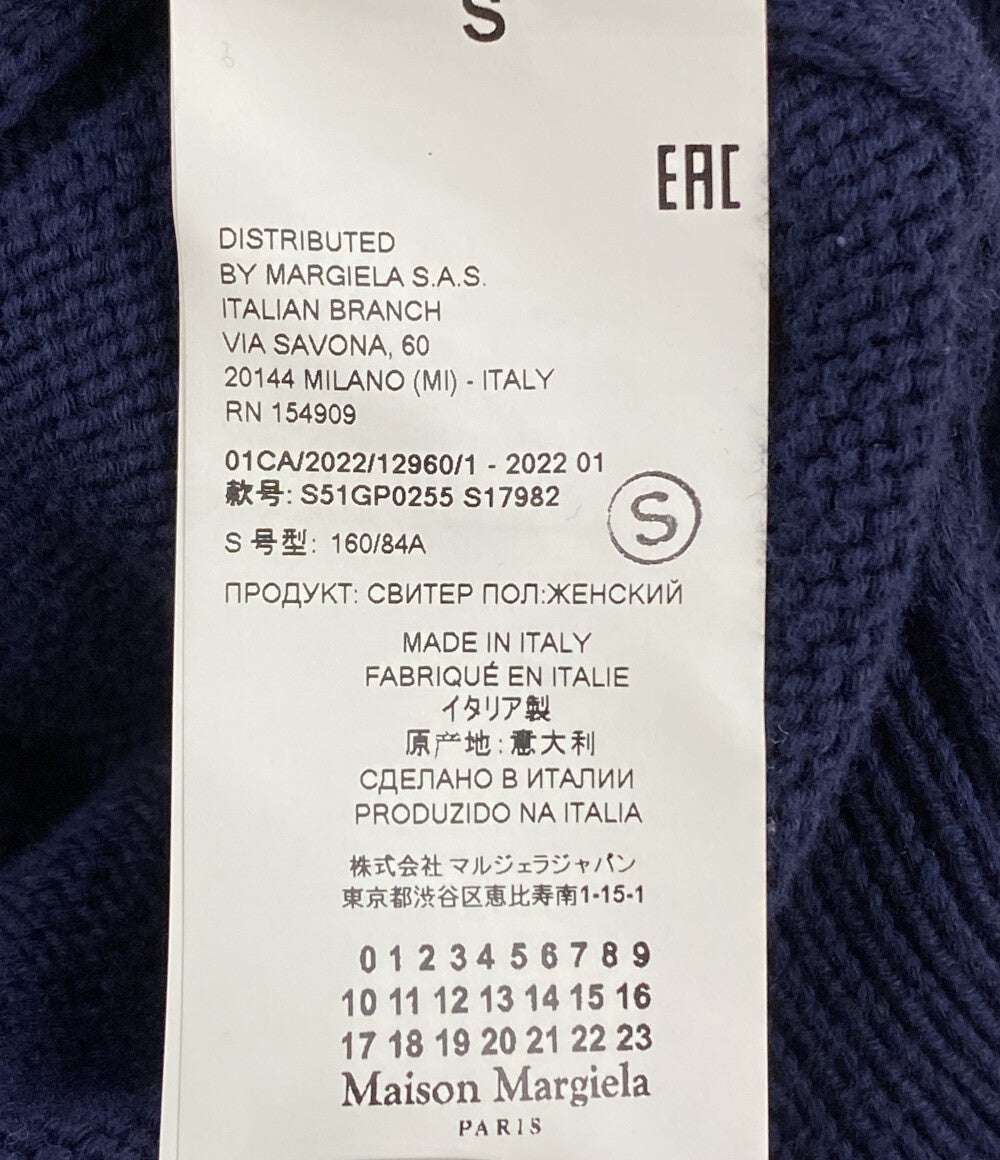 S
EAC
DISTRIBUTED
BY MARGIELA S.A.S.
ITALIAN BRANCH
VIA SAVONA, 60
20144 MILANO (MI) - ITALY
RN 154909
01CA/2022/12960/1 - 2022 01
款号: S51GP0255 S17982
S
S 号型: 160/84A
ПРОДУКТ: СВИТЕР ПОЛ:ЖЕНСКИЙ
MADE IN ITALY
FABRIQUÉ EN ITALIE
イタリア製
原产地:意大利
СДЕЛАНО В ИТАЛИИ
PRODUZIDO NA ITALIA
株式会社 マルジェラジャパン
東京都渋谷区恵比寿南1-15-1
0 1 2 3 4 5 6 7 8 9
10 11 12 13 14 15 16
17 18 19 20 21 22 23
Maison Margiela
PARIS